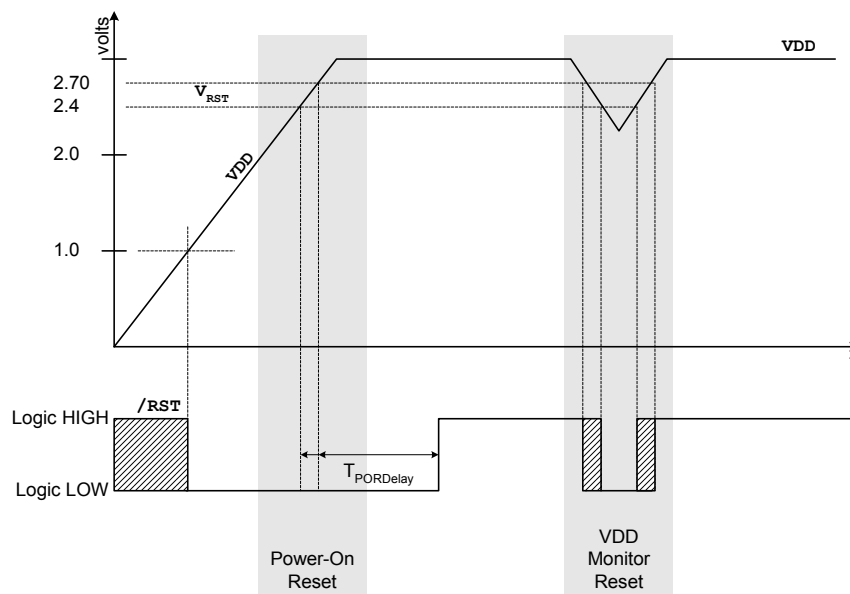 volts
VDD
2.70
V_RST
2.4
VDD
2.0
1.0
/RST
Logic HIGH
T_PORDelay
Logic LOW
Power-On
Reset
VDD
Monitor
Reset